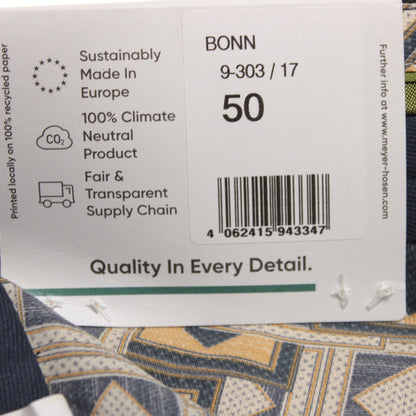 Printed locally on 100% recycled paper
Sustainably
Made In
Europe
CO2
100% Climate
Neutral
Product
Fair &
Transparent
Supply Chain
BONN
9-303 / 17
50
4 062415 943347
Further info at www.meyer-hosen.com
Quality In Every Detail.